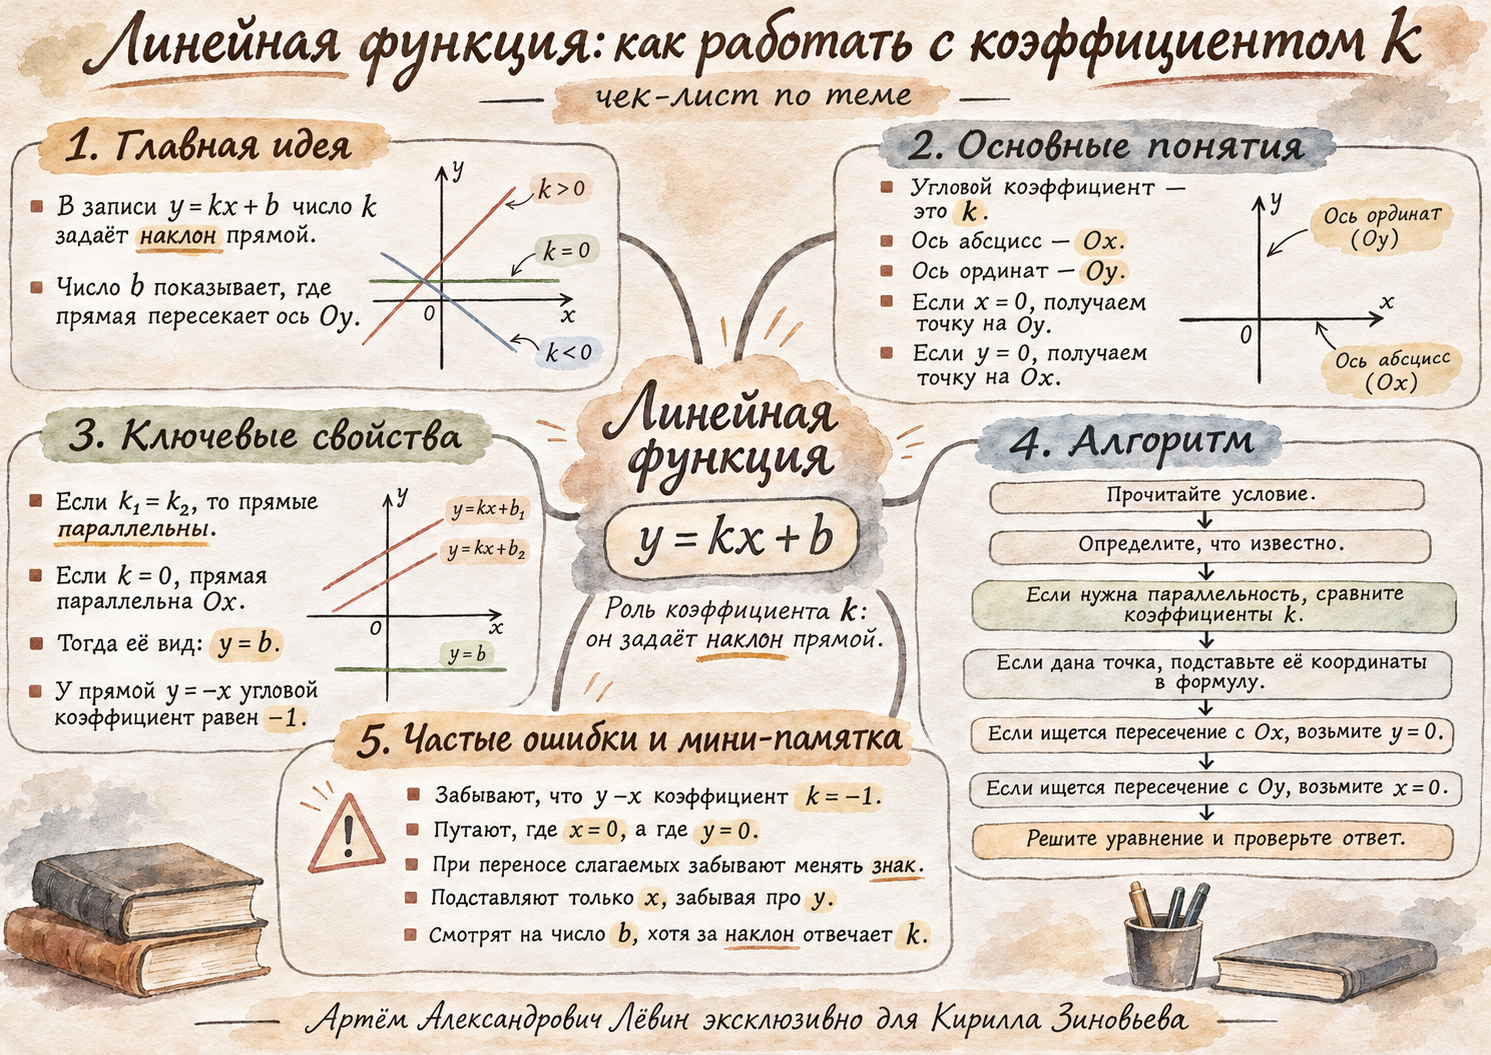 Линейная функция: как работать с коэффициентом k
чек-лист по теме
1. Главная идея
В записи y = kx + b число k
задаёт наклон прямой.
Число b показывает, где
прямая пересекает ось Oy.
y
k > 0
k = 0
0
x
k < 0
2. Основные понятия
Угловой коэффициент —
это k.
Ось абсцисс — Ox.
Ось ординат — Oy.
Если x = 0, получаем
точку на Oy.
Если y = 0, получаем
точку на Ox.
y
Ось ординат
(Oy)
x
0
Ось абсцисс
(Ox)
Линейная
функция
y = kx + b
Роль коэффициента k:
он задаёт наклон прямой.
3. Ключевые свойства
Если k₁ = k₂, то прямые
параллельны.
Если k = 0, прямая
параллельна Ox.
Тогда её вид: y = b.
У прямой y = −x угловой
коэффициент равен −1.
y
y = kx + b₁
y = kx + b₂
0
x
y = b
4. Алгоритм
Прочитайте условие.
Определите, что известно.
Если нужна параллельность, сравните
коэффициенты k.
Если дана точка, подставьте её координаты
в формулу.
Если ищется пересечение с Ox, возьмите y = 0.
Если ищется пересечение с Oy, возьмите x = 0.
Решите уравнение и проверьте ответ.
5. Частые ошибки и мини-памятка
Забывают, что y −x коэффициент k = −1.
Путают, где x = 0, а где y = 0.
При переносе слагаемых забывают менять знак.
Подставляют только x, забывая про y.
Смотрят на число b, хотя за наклон отвечает k.
!
Артём Александрович Лёвин эксклюзивно для Кирилла Зиновьева